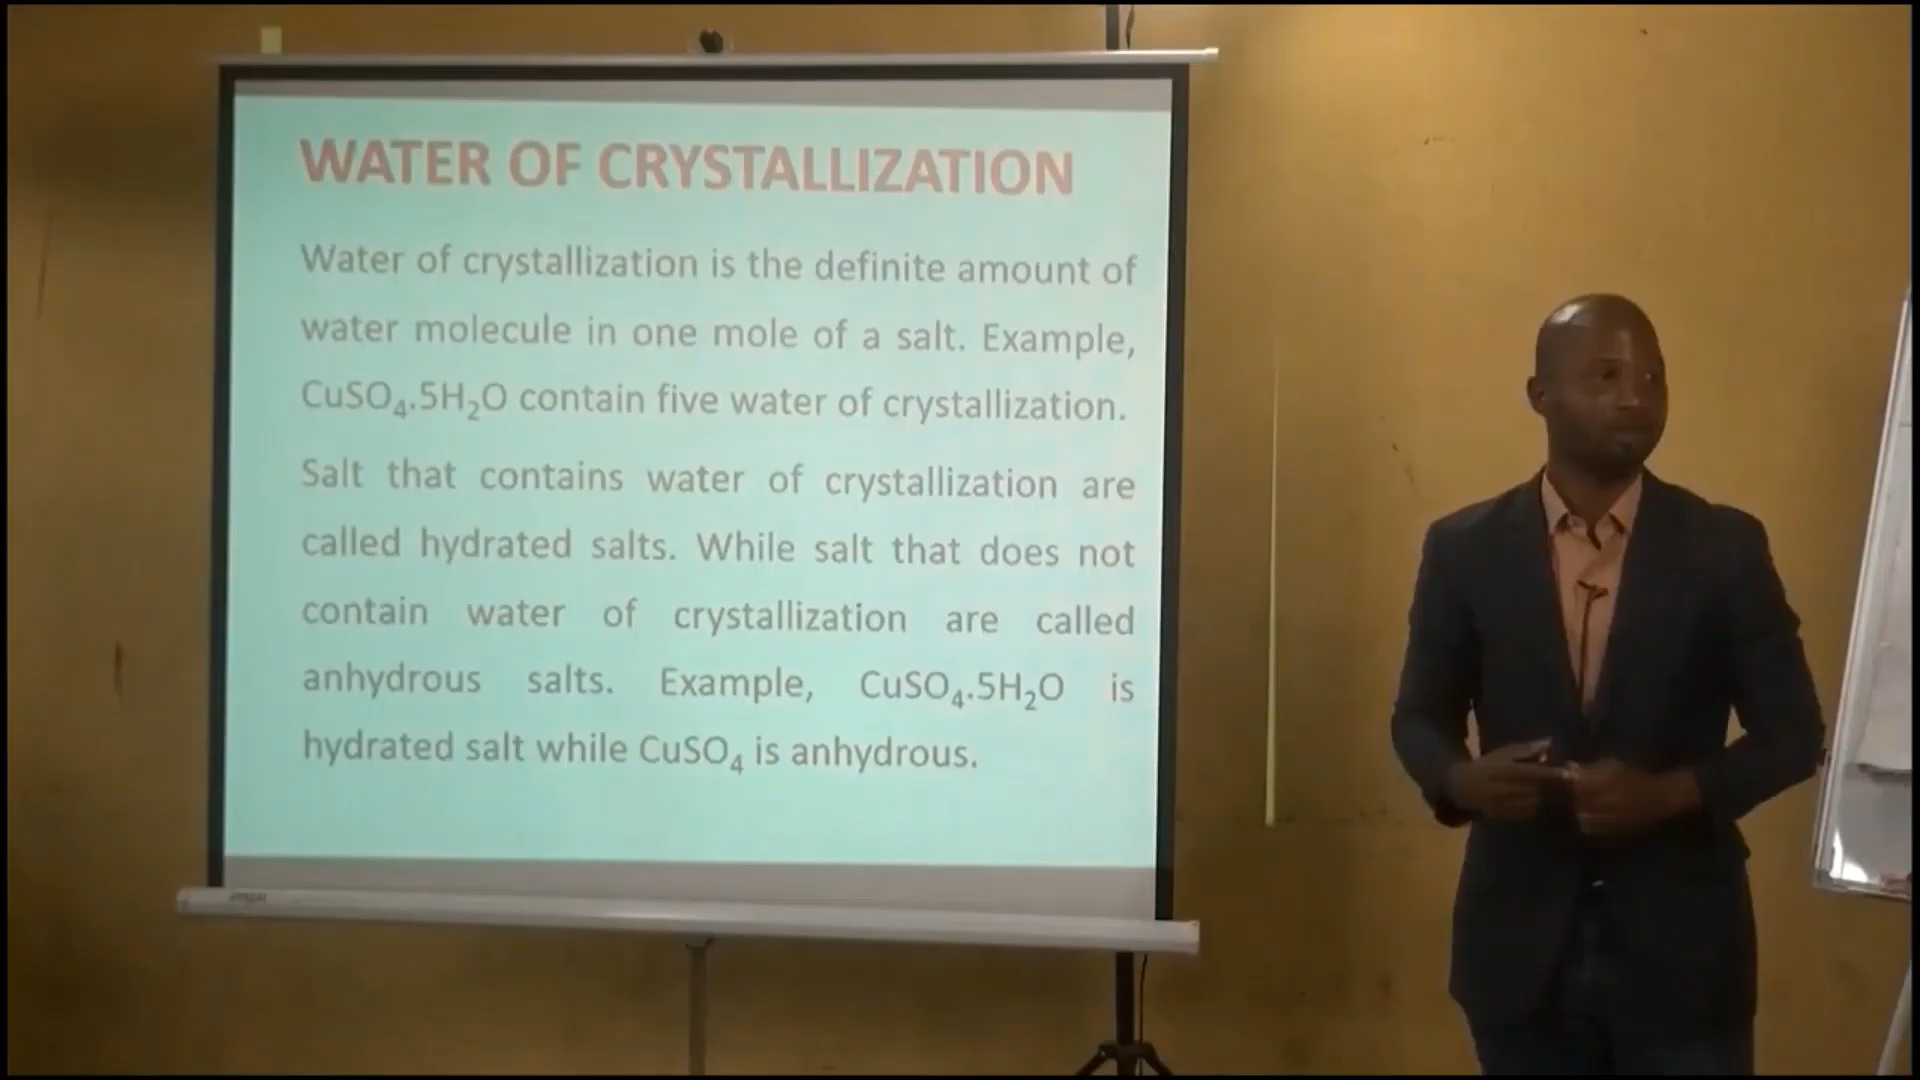 WATER OF CRYSTALLIZATION
Water of crystallization is the definite amount of
water molecule in one mole of a salt. Example,
CuSO₄.5H₂O contain five water of crystallization.
Salt that contains water of crystallization are
called hydrated salts. While salt that does not
contain water of crystallization are called
anhydrous salts. Example, CuSO₄.5H₂O is
hydrated salt while CuSO₄ is anhydrous.